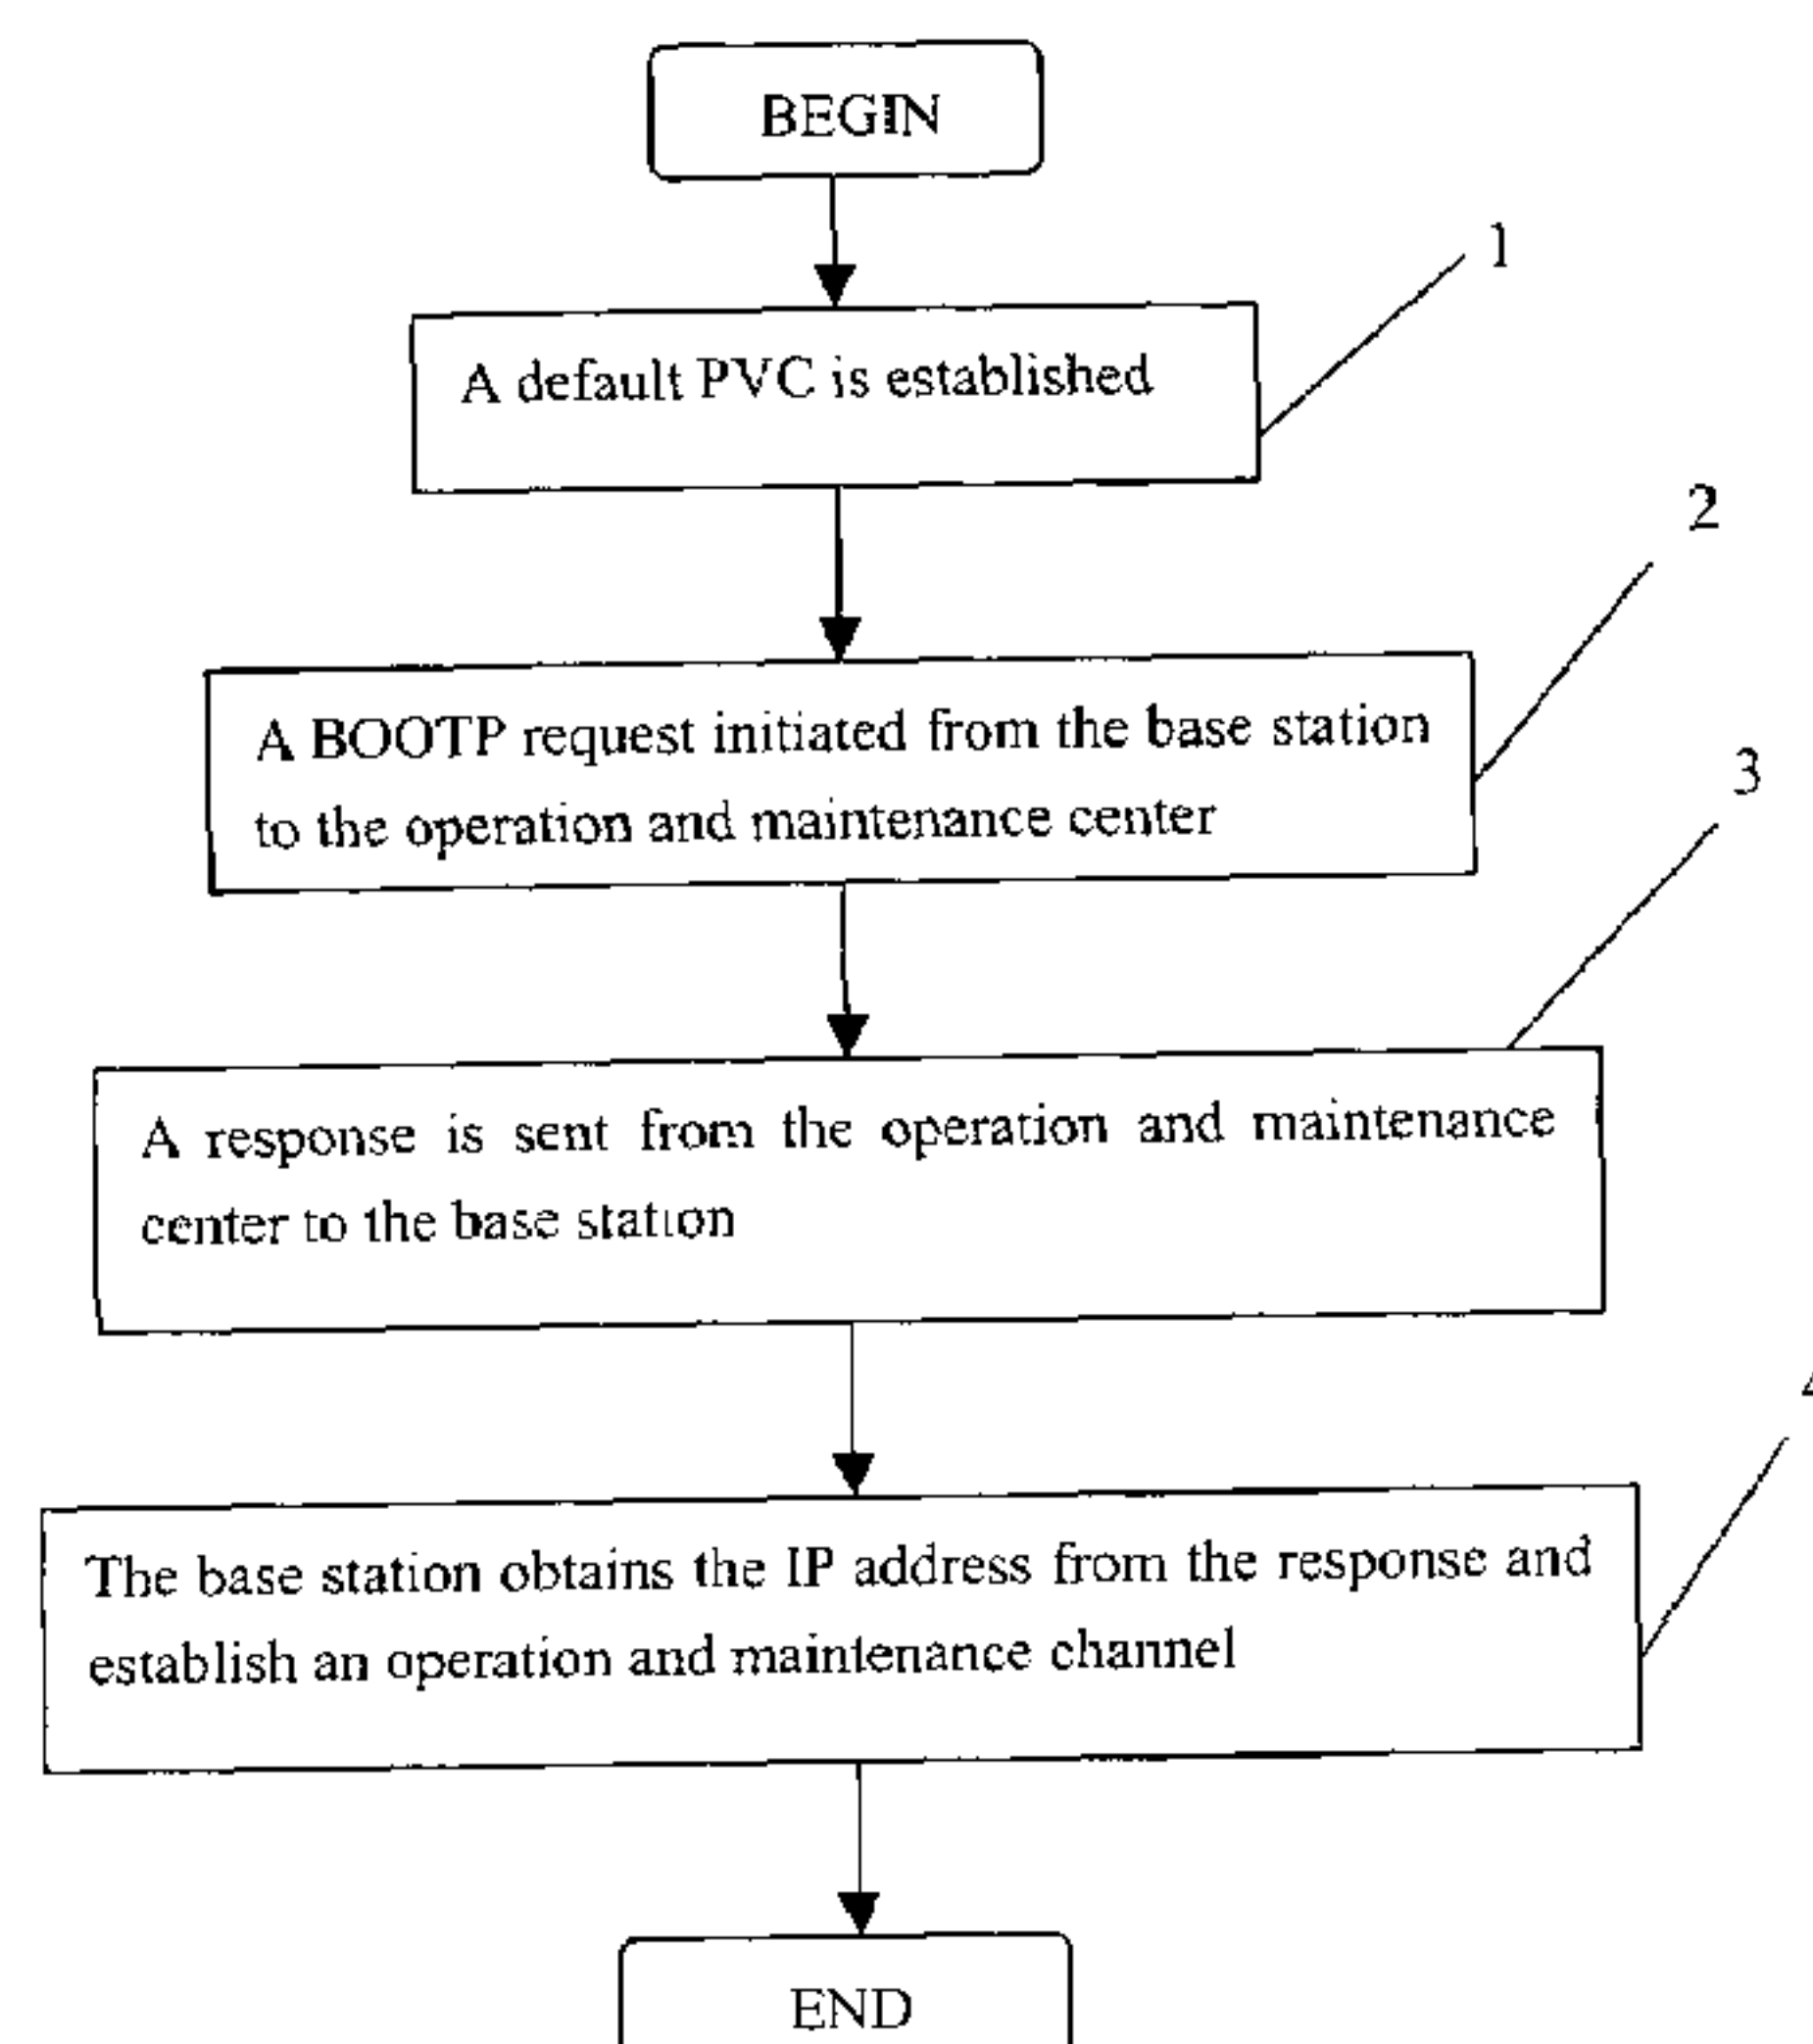 BEGIN
1
A default PVC is established
2
A BOOTP request initiated from the base station
to the operation and maintenance center
3
A response is sent from the operation and maintenance
center to the base station
The base station obtains the IP address from the response and
establish an operation and maintenance channel
END